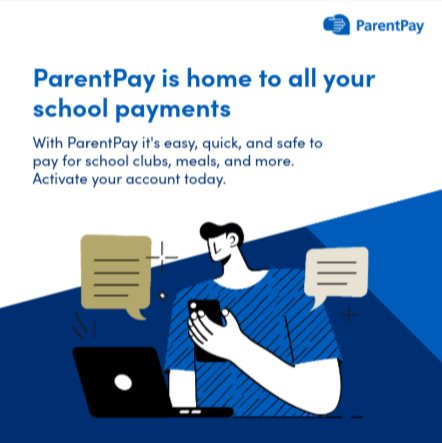 ParentPay
ParentPay is home to all your
school payments
With ParentPay it's easy, quick, and safe to
pay for school clubs, meals, and more.
Activate your account today.